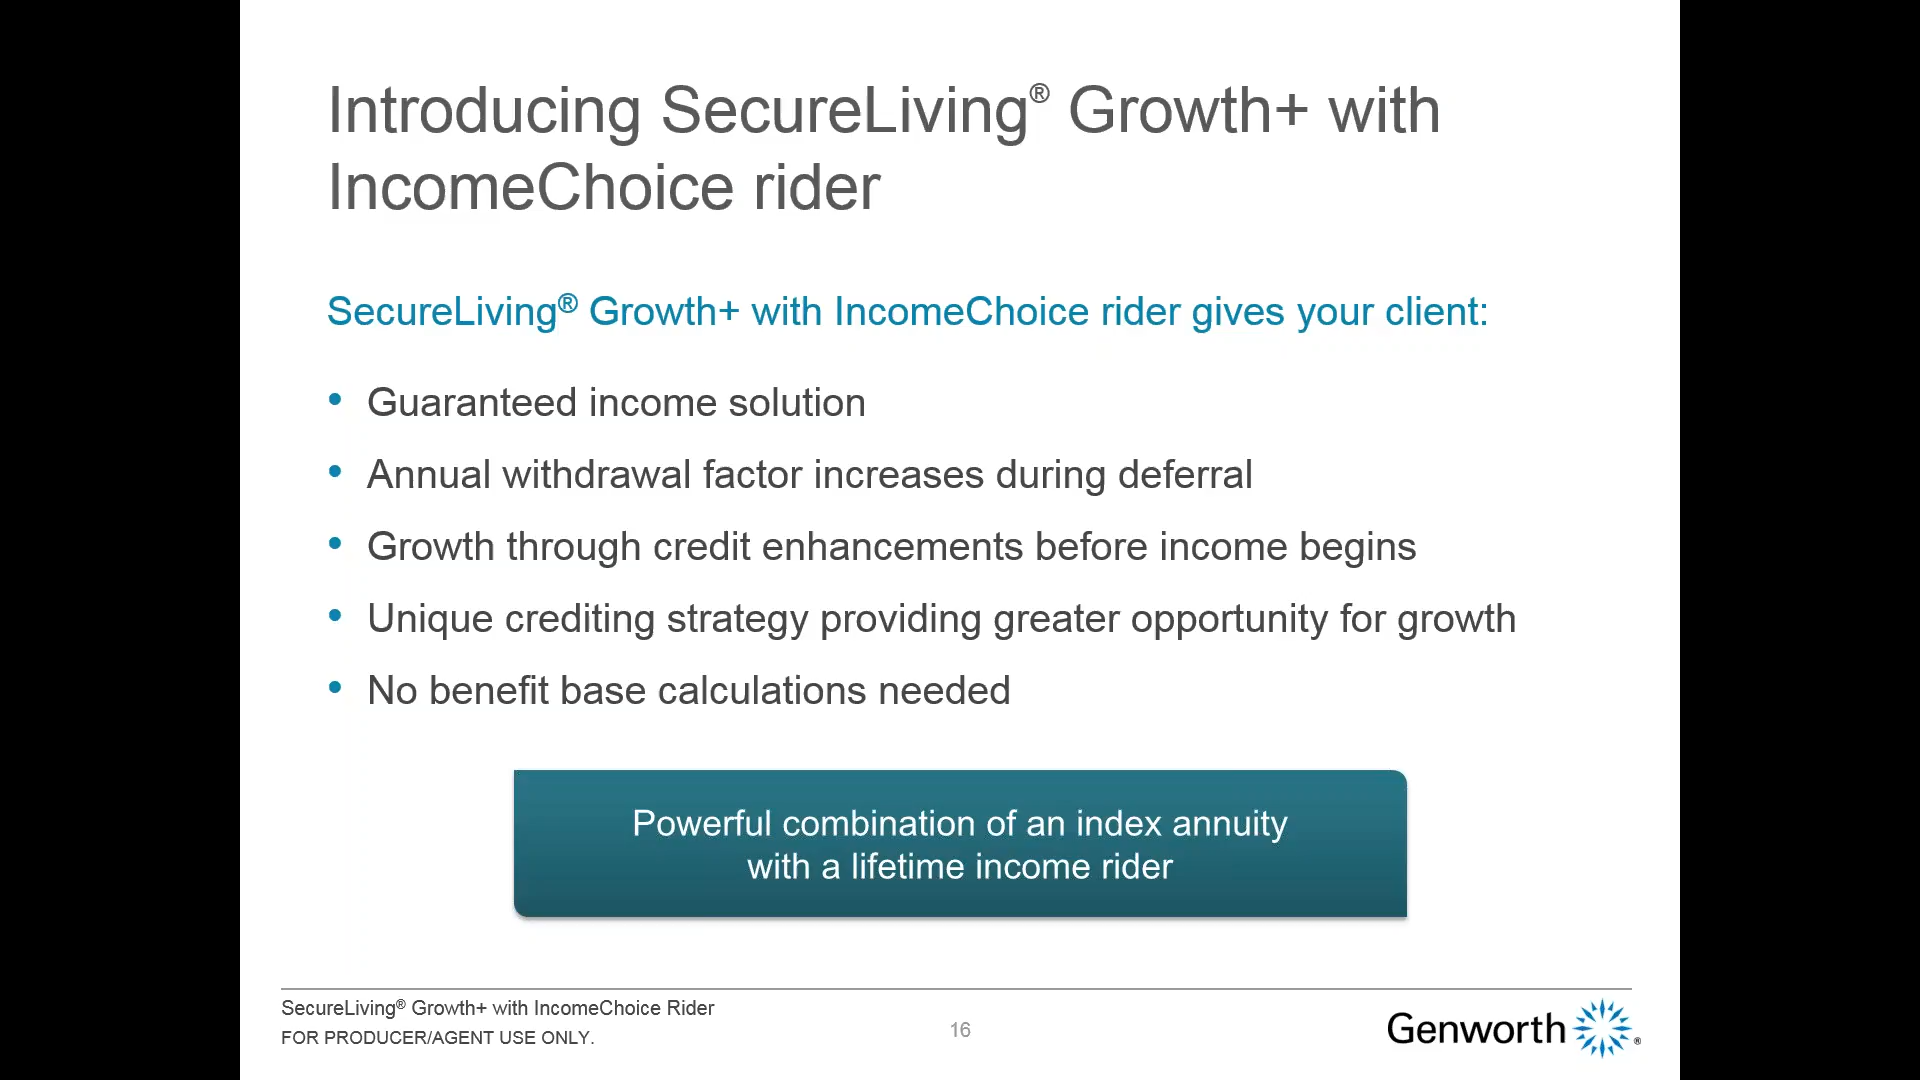 Introducing SecureLiving® Growth+ with
IncomeChoice rider
SecureLiving® Growth+ with IncomeChoice rider gives your client:
• Guaranteed income solution
• Annual withdrawal factor increases during deferral
• Growth through credit enhancements before income begins
• Unique crediting strategy providing greater opportunity for growth
• No benefit base calculations needed
Powerful combination of an index annuity
with a lifetime income rider
SecureLiving® Growth+ with IncomeChoice Rider
FOR PRODUCER/AGENT USE ONLY.
16
Genworth®